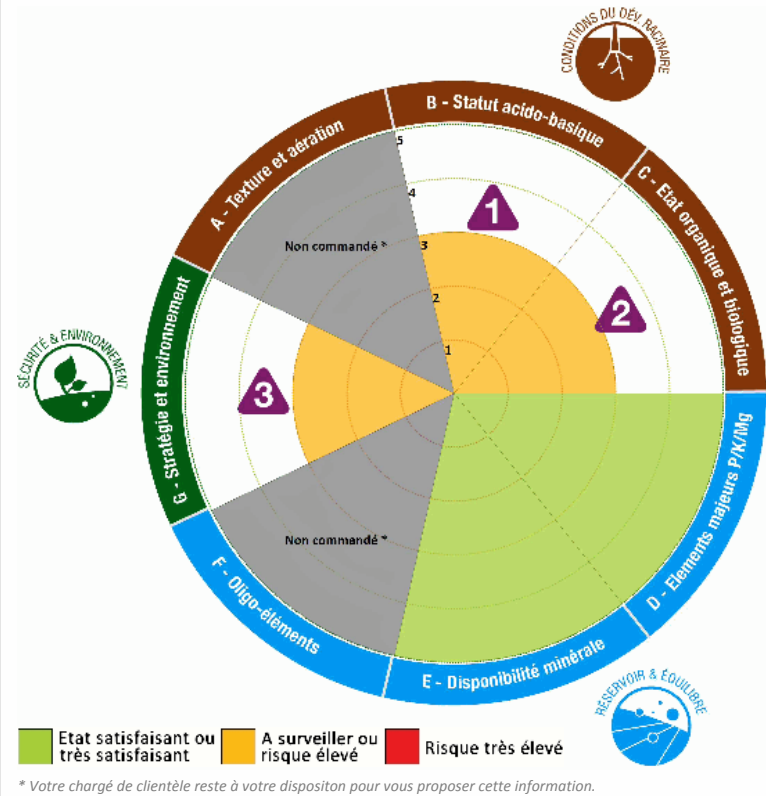 CONDITIONS DU DÉV. RACINAIRE
B - Statut acido-basique
A - Texture et aération
C - Etat organique et biologique
5
4
1
Non commandé *
3
2
2
1
SÉCURITÉ & ENVIRONNEMENT
G - Stratégie et environnement
3
D - Elements majeurs P/K/Mg
Non commandé *
F - Oligo-éléments
E - Disponibilité minérale
RÉSERVOIR & ÉQUILIBRE
Etat satisfaisant ou
très satisfaisant
A surveiller ou
risque élevé
Risque très élevé
* Votre chargé de clientèle reste à votre dispositon pour vous proposer cette information.